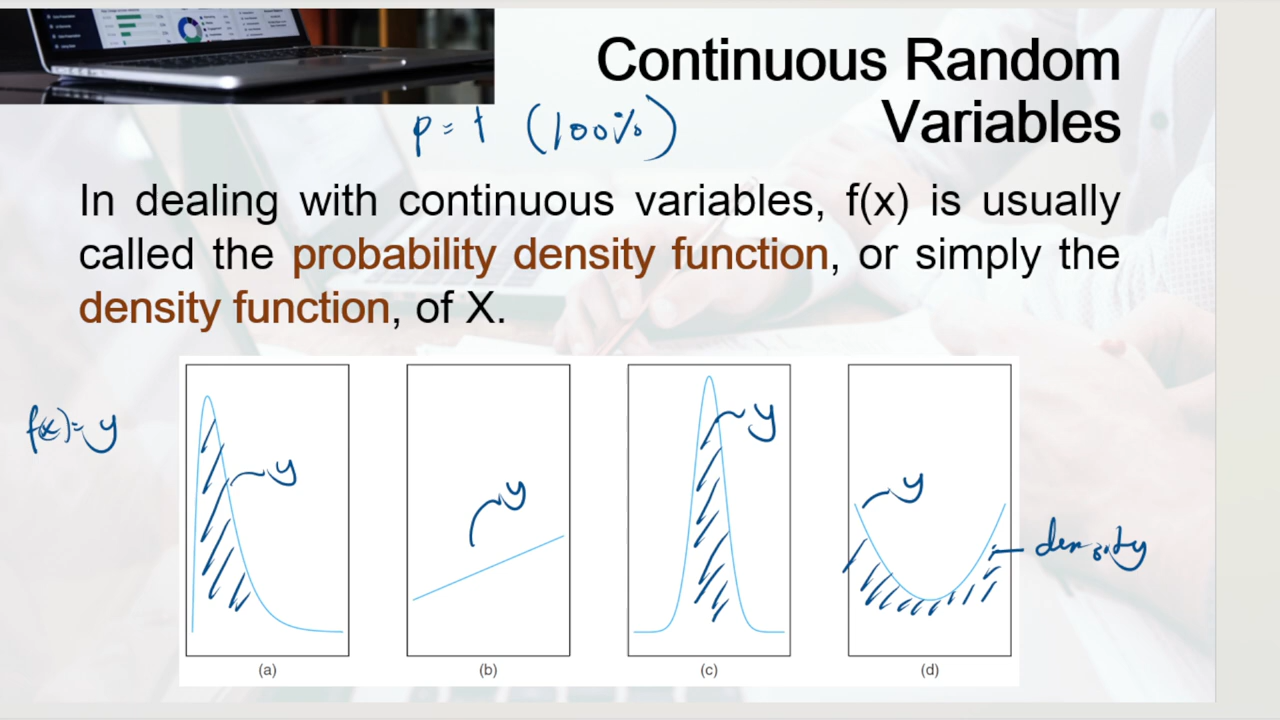 Continuous Random
Variables
p = 1 (100%)
In dealing with continuous variables, f(x) is usually
called the probability density function, or simply the
density function, of X.
f(x) = y
y
y
y
y
density
(a)
(b)
(c)
(d)